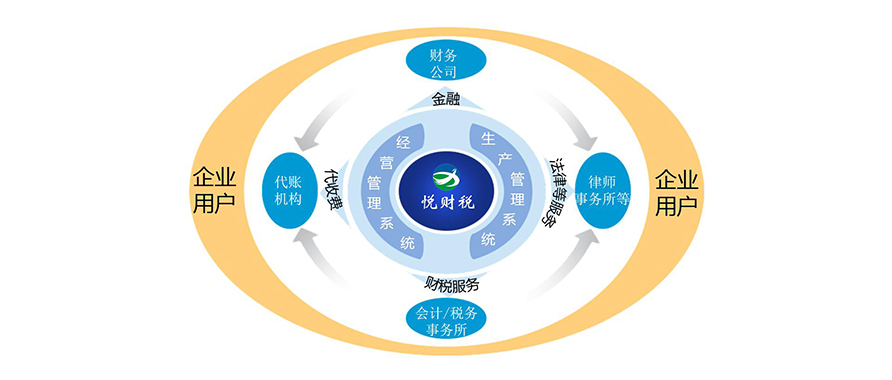 财务
公司
金融
企业
用户
代账
机构
代收费
经营管理系统
悦财税
生产管理系统
法律等服务
律师
事务所等
企业
用户
财税服务
会计/税务
事务所